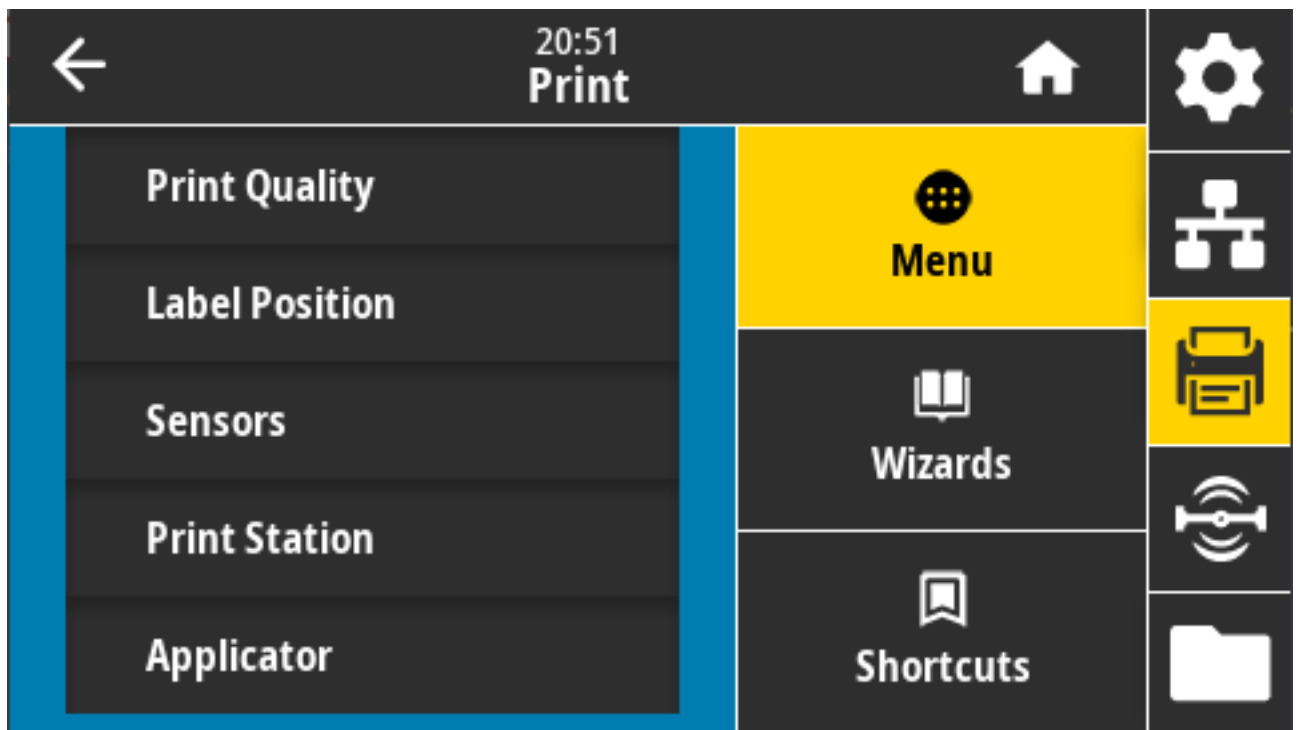 20:51
Print
Print Quality
Label Position
Sensors
Print Station
Applicator
Menu
Wizards
Shortcuts